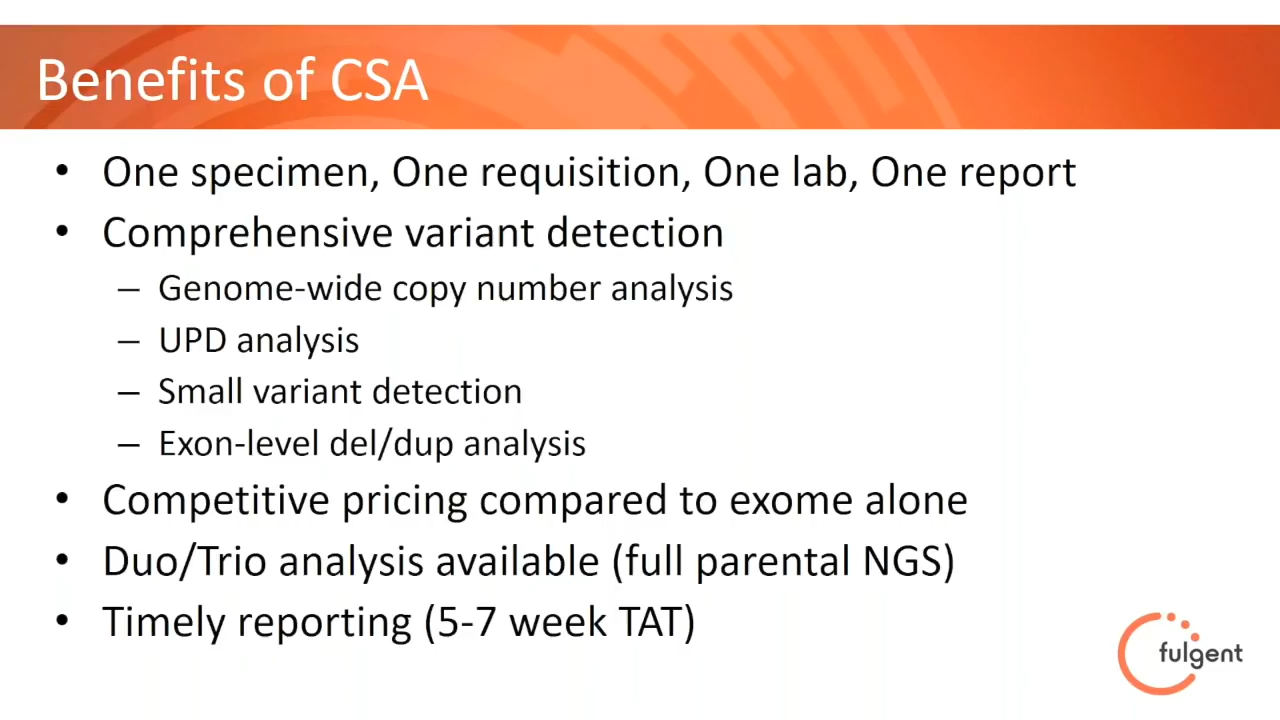 Benefits of CSA
• One specimen, One requisition, One lab, One report
• Comprehensive variant detection
– Genome-wide copy number analysis
– UPD analysis
– Small variant detection
– Exon-level del/dup analysis
• Competitive pricing compared to exome alone
• Duo/Trio analysis available (full parental NGS)
• Timely reporting (5-7 week TAT)
fulgent